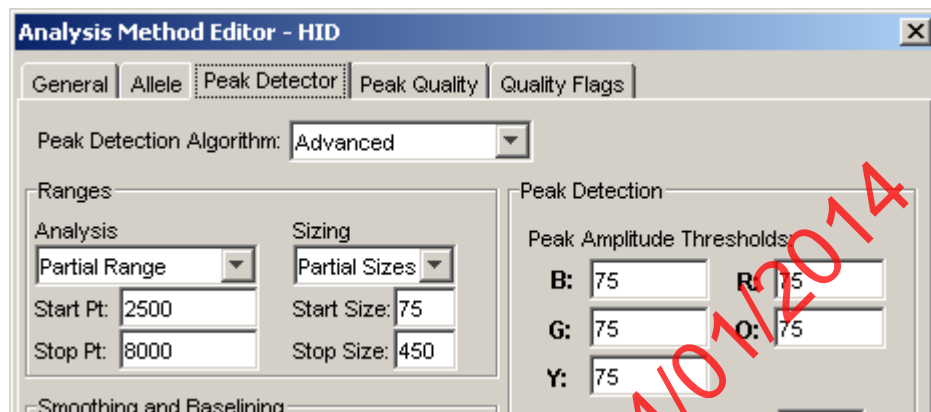 Analysis Method Editor - HID
General Allele Peak Detector Peak Quality Quality Flags
Peak Detection Algorithm: Advanced
Ranges
Analysis Sizing
Partial Range Partial Sizes
Start Pt: 2500 Start Size: 75
Stop Pt: 8000 Stop Size: 450
Smoothing and Baselining
Peak Detection
Peak Amplitude Thresholds:
B: 75 R: 75
G: 75 O: 75
Y: 75
/01/2014